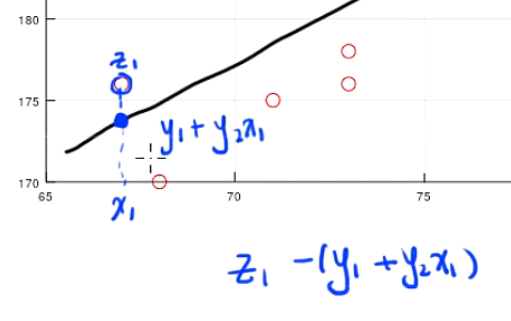 180
z₁
175
y₁ + y₂x₁
170
65
70
75
x₁
z₁ - (y₁ + y₂x₁)